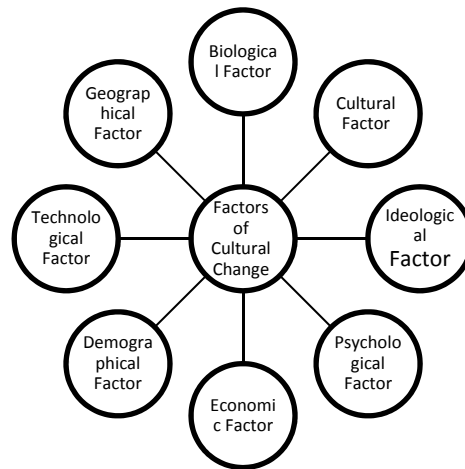 Biologica
l Factor
Cultural
Factor
Ideologic
al
Factor
Psycholo
gical
Factor
Economi
c Factor
Demogra
phical
Factor
Technolo
gical
Factor
Geograp
hical
Factor
Factors
of
Cultural
Change